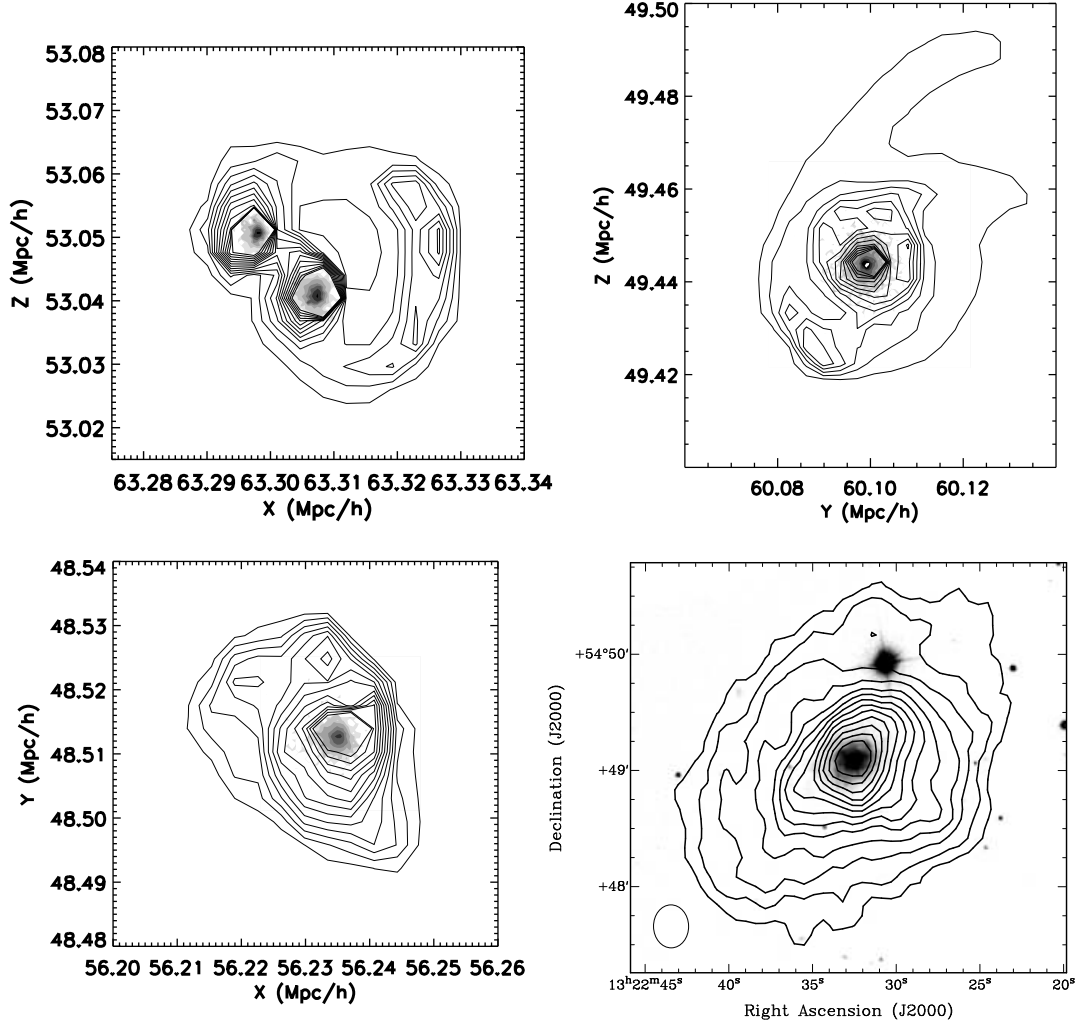 53.08
53.07
53.06
53.05
53.04
53.03
53.02
Z (Mpc/h)
63.28 63.29 63.30 63.31 63.32 63.33 63.34
X (Mpc/h)
49.50
49.48
49.46
49.44
49.42
Z (Mpc/h)
60.08 60.10 60.12
Y (Mpc/h)
48.54
48.53
48.52
48.51
48.50
48.49
48.48
Y (Mpc/h)
56.20 56.21 56.22 56.23 56.24 56.25 56.26
X (Mpc/h)
+54°50′
+49′
+48′
Declination (J2000)
13ʰ22ᵐ45ˢ 40ˢ 35ˢ 30ˢ 25ˢ 20ˢ
Right Ascension (J2000)